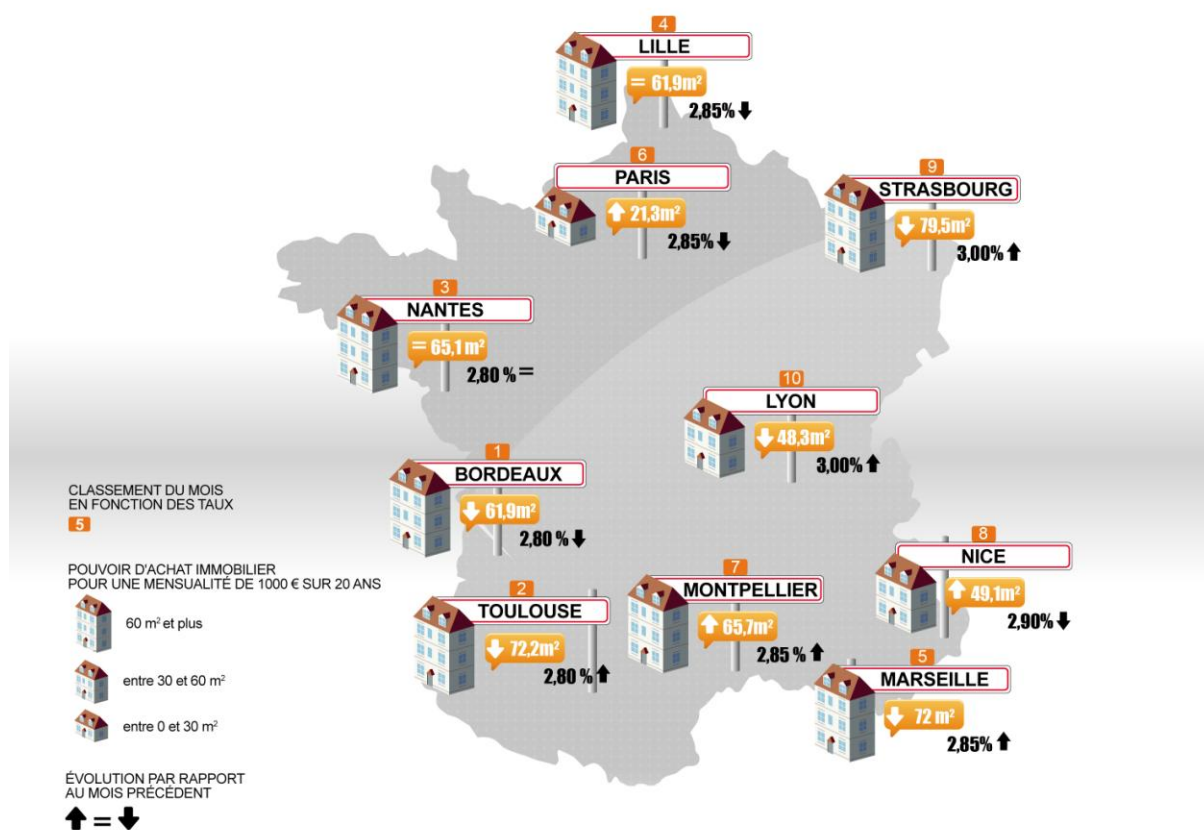 4
LILLE
= 61,9m²
2,85% ⬇
6
PARIS
⬆ 21,3m²
2,85% ⬇
9
STRASBOURG
⬇ 79,5m²
3,00% ⬆
3
NANTES
= 65,1 m²
2,80 % =
10
LYON
⬇ 48,3m²
3,00% ⬆
1
BORDEAUX
⬇ 61,9m²
2,80 % ⬇
8
NICE
⬆ 49,1m²
2,90% ⬇
2
TOULOUSE
⬇ 72,2m²
2,80 % ⬆
7
MONTPELLIER
⬆ 65,7m²
2,85 % ⬆
5
MARSEILLE
⬇ 72 m²
2,85% ⬆
CLASSEMENT DU MOIS
EN FONCTION DES TAUX
5
POUVOIR D'ACHAT IMMOBILIER
POUR UNE MENSUALITÉ DE 1000 € SUR 20 ANS
60 m² et plus
entre 30 et 60 m²
entre 0 et 30 m²
ÉVOLUTION PAR RAPPORT
AU MOIS PRÉCÉDENT
⬆ = ⬇